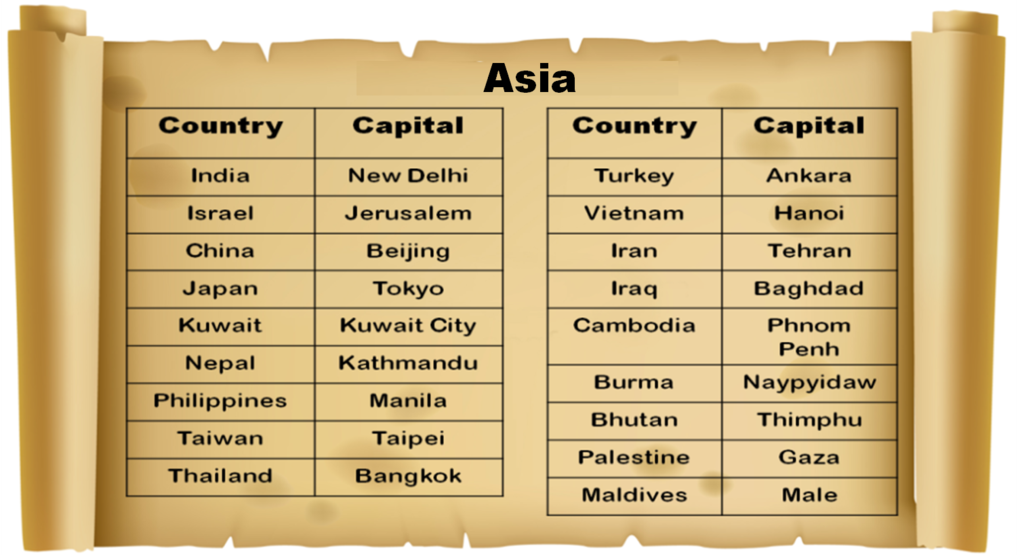 Asia
Country Capital
India New Delhi
Israel Jerusalem
China Beijing
Japan Tokyo
Kuwait Kuwait City
Nepal Kathmandu
Philippines Manila
Taiwan Taipei
Thailand Bangkok
Country Capital
Turkey Ankara
Vietnam Hanoi
Iran Tehran
Iraq Baghdad
Cambodia Phnom
Penh
Burma Naypyidaw
Bhutan Thimphu
Palestine Gaza
Maldives Male